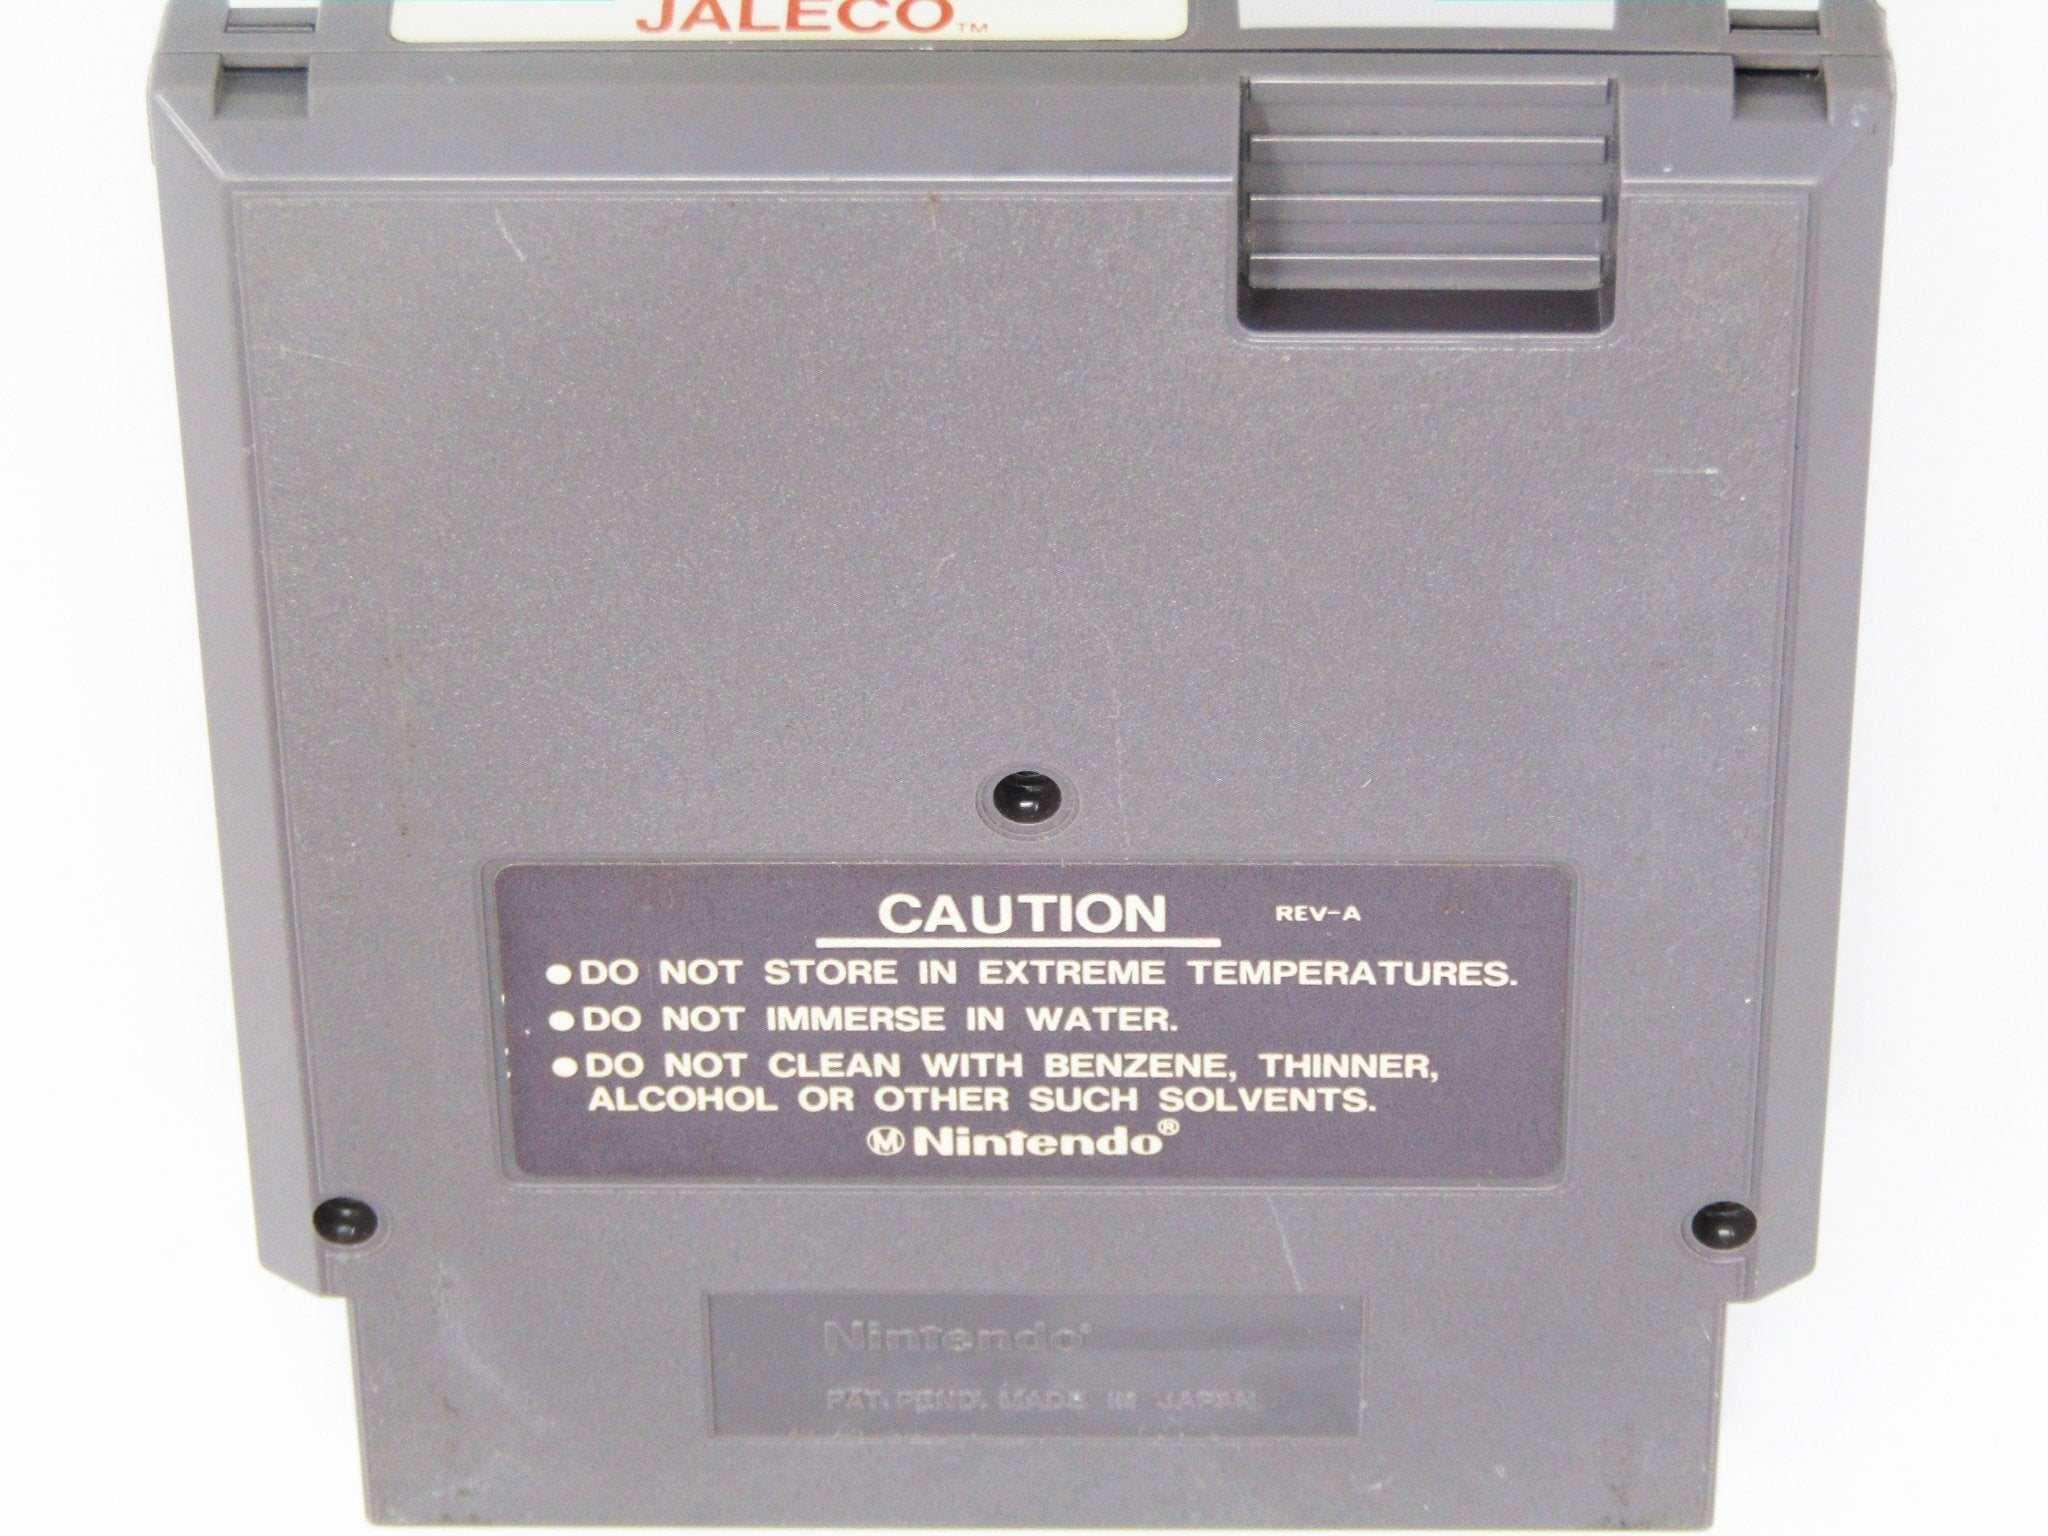 JALECO™
CAUTION REV-A
●DO NOT STORE IN EXTREME TEMPERATURES.
●DO NOT IMMERSE IN WATER.
●DO NOT CLEAN WITH BENZENE, THINNER,
ALCOHOL OR OTHER SUCH SOLVENTS.
Ⓜ Nintendo®
Nintendo®
PAT. PEND. MADE IN JAPAN